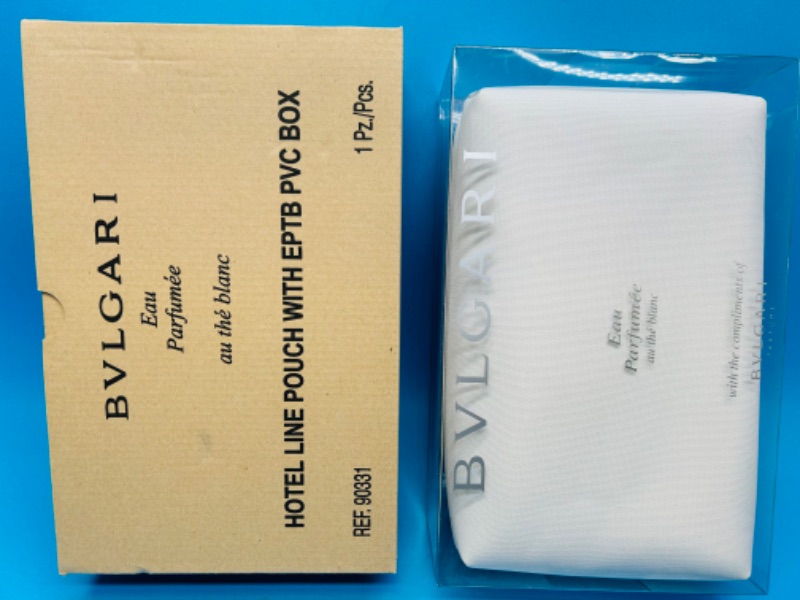 BVLGARI
Eau
Parfumée
au thé blanc
HOTEL LINE POUCH WITH EPTB PVC BOX
REF. 90331 1 Pz./Pcs.
BVLGARI
Eau
Parfumée
au thé blanc
with the compliments of
BVLGARI